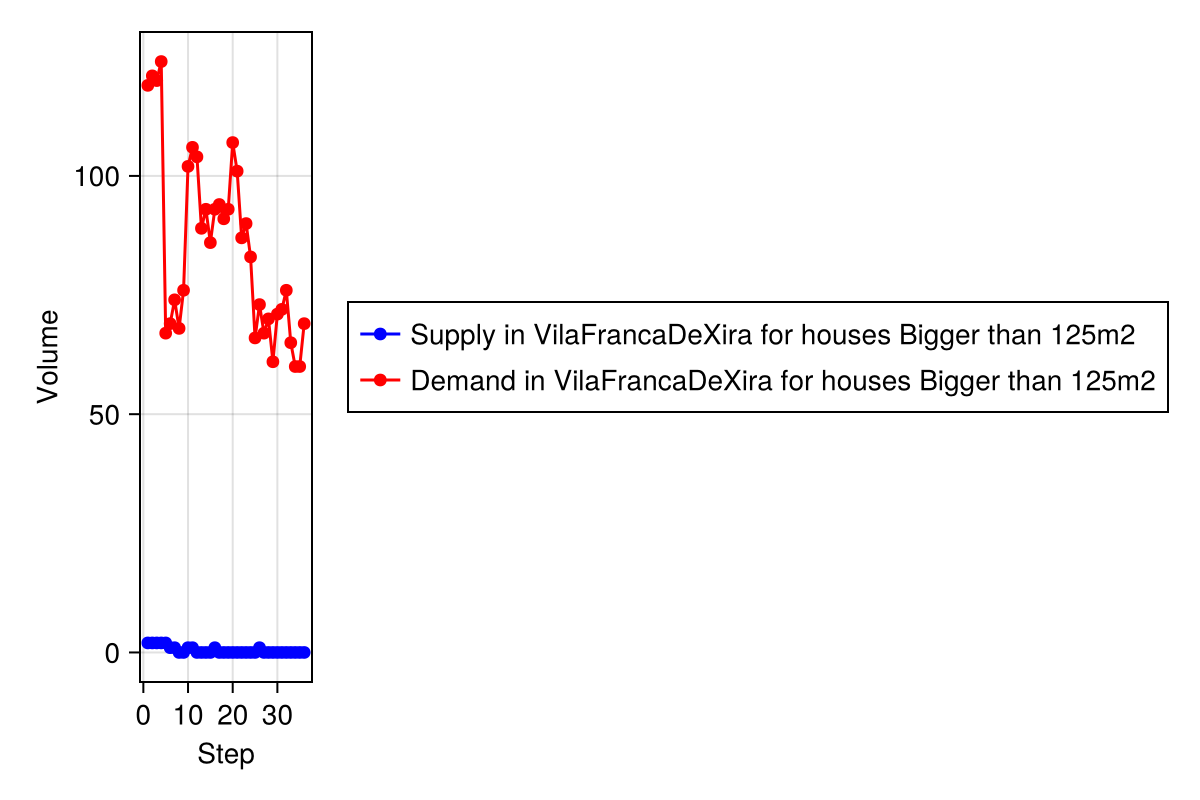 Volume
100
50
0
0 10 20 30
Step
Supply in VilaFrancaDeXira for houses Bigger than 125m2
Demand in VilaFrancaDeXira for houses Bigger than 125m2